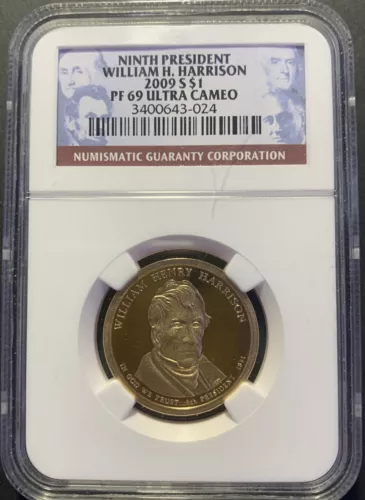 NINTH PRESIDENT
WILLIAM H. HARRISON
2009 S $1
PF 69 ULTRA CAMEO
3400643-024
NUMISMATIC GUARANTY CORPORATION
WILLIAM HENRY HARRISON
IN GOD WE TRUST 9th PRESIDENT 1841